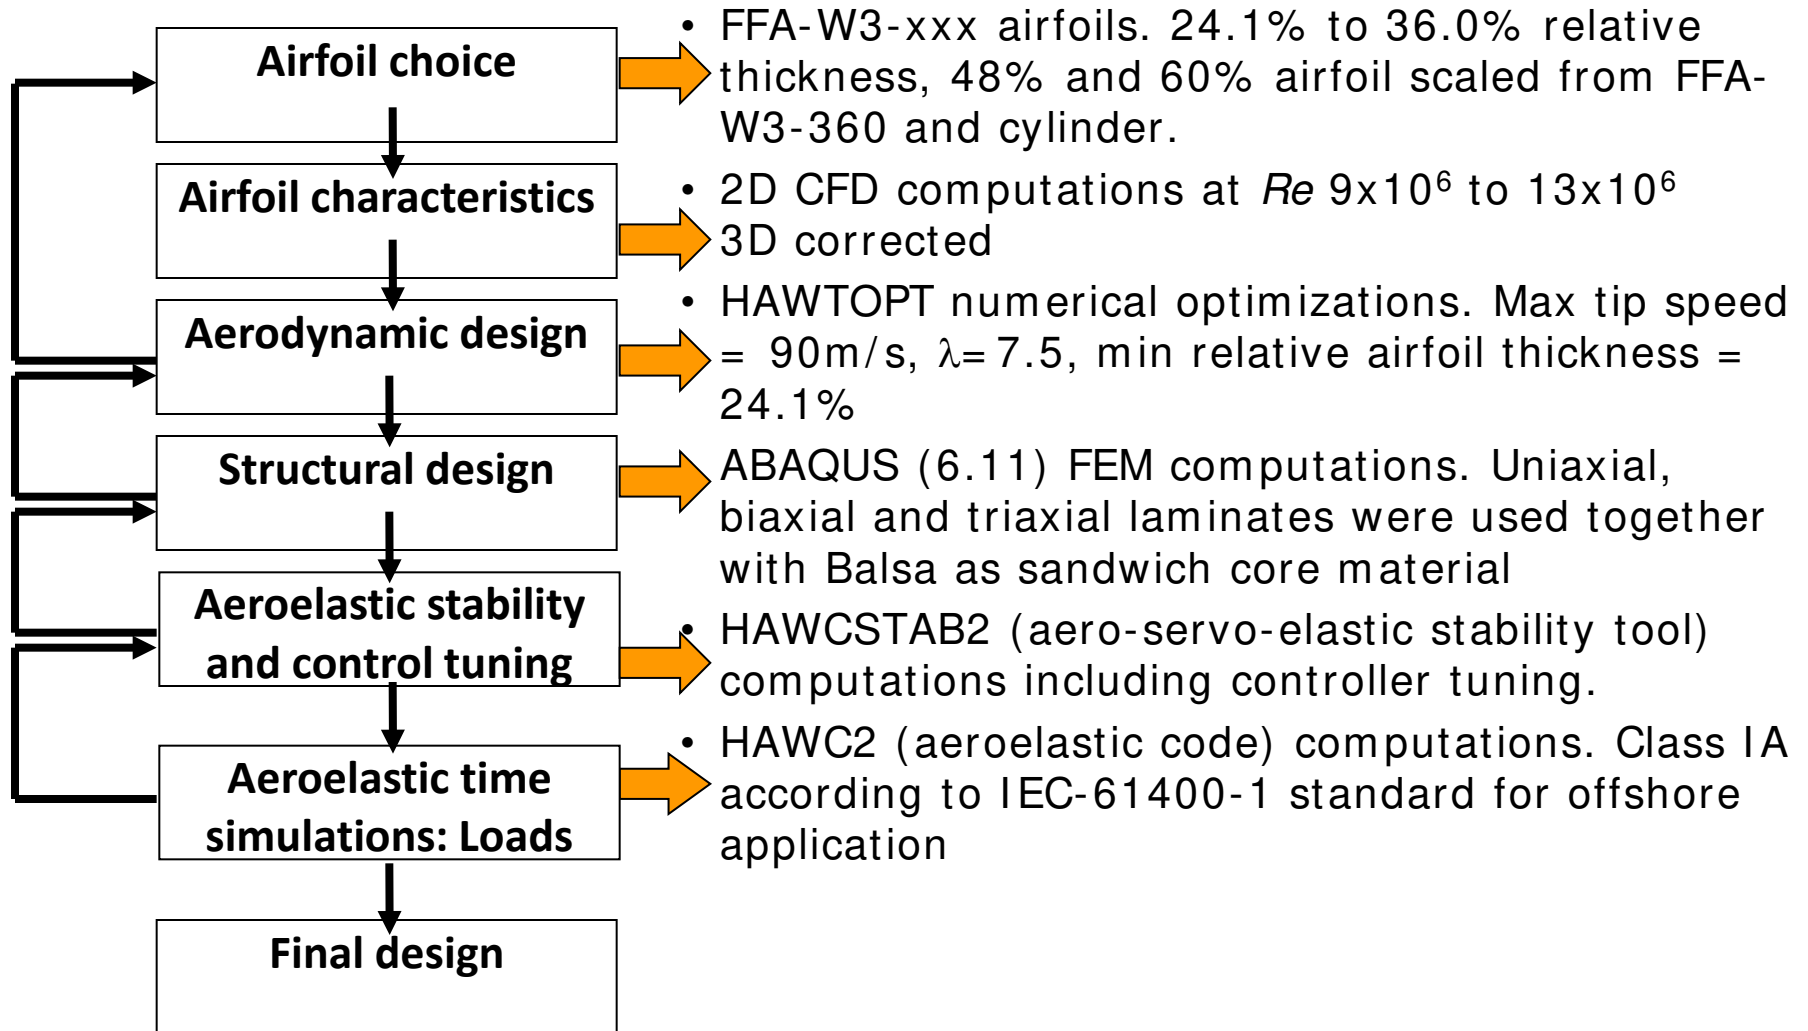 Airfoil choice
• FFA-W3-xxx airfoils. 24.1% to 36.0% relative
thickness, 48% and 60% airfoil scaled from FFA-
W3-360 and cylinder.
Airfoil characteristics
• 2D CFD computations at Re 9x10⁶ to 13x10⁶
3D corrected
Aerodynamic design
• HAWTOPT numerical optimizations. Max tip speed
= 90m/s, λ=7.5, min relative airfoil thickness =
24.1%
Structural design
• ABAQUS (6.11) FEM computations. Uniaxial,
biaxial and triaxial laminates were used together
with Balsa as sandwich core material
Aeroelastic stability
and control tuning
• HAWCSTAB2 (aero-servo-elastic stability tool)
computations including controller tuning.
Aeroelastic time
simulations: Loads
• HAWC2 (aeroelastic code) computations. Class IA
according to IEC-61400-1 standard for offshore
application
Final design